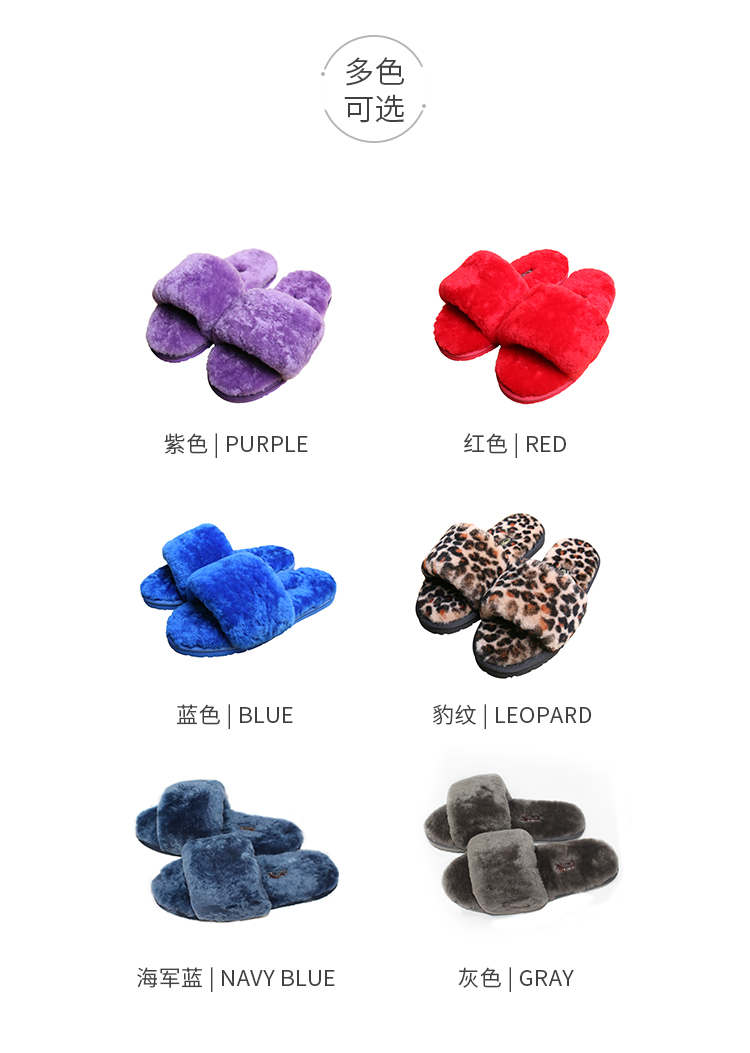 多色
可选
紫色 | PURPLE
红色 | RED
蓝色 | BLUE
豹纹 | LEOPARD
海军蓝 | NAVY BLUE
灰色 | GRAY